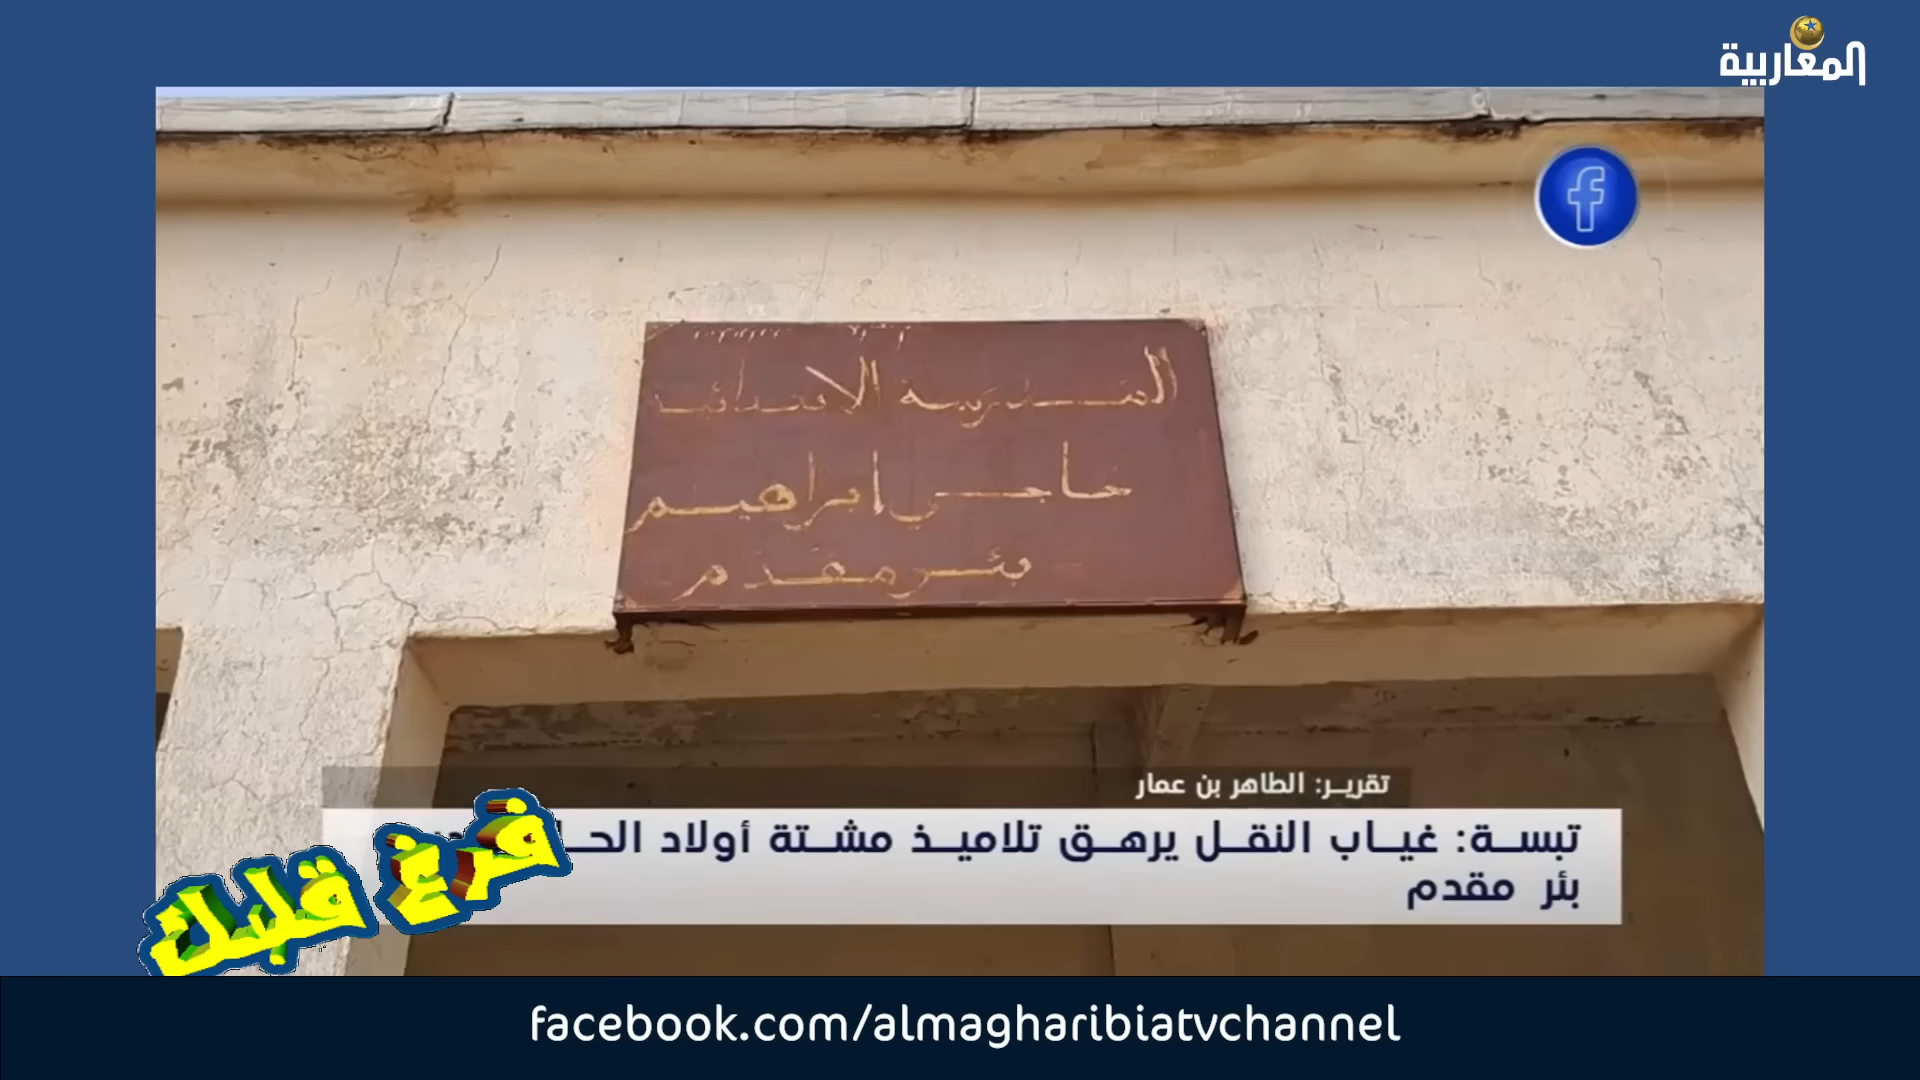 المغاربية
المدرسة الابتدائية
حاجي ابراهيم
بئر مقدم
تقرير: الطاهر بن عمار
تبسة: غياب النقل يرهق تلاميذ مشتة أولاد
بئر مقدم
فرغ قلبك
facebook.com/almagharibiatvchannel